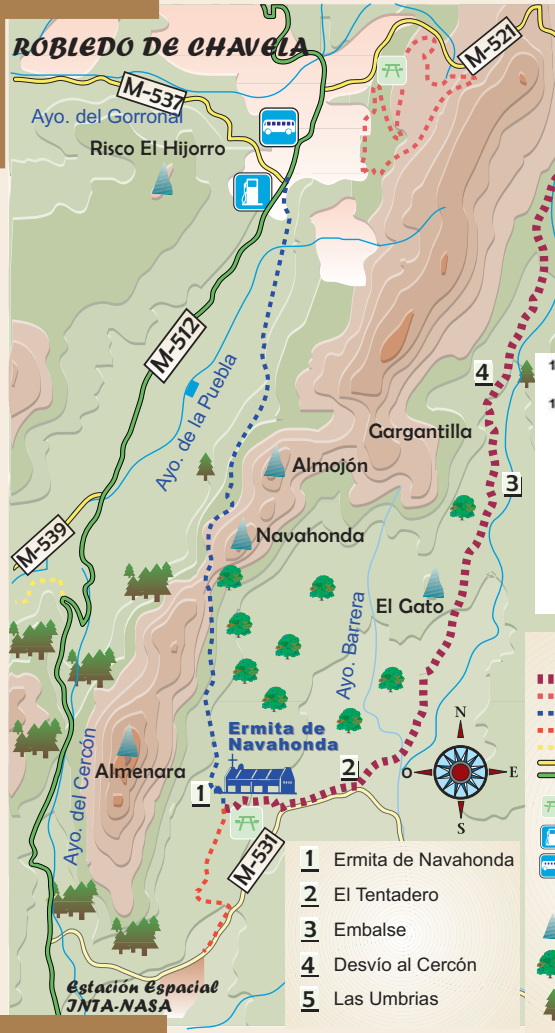 ROBLEDO DE CHAVELA
M-521
M-537
Ayo. del Gorronal
Risco El Hijorro
M-512
4
Ayo. de la Puebla
Gargantilla
Almojón
3
M-539
Navahonda
El Gato
Ayo. Barrera
N
Ermita de
Navahonda
Almenara
Ayo. del Cercón
1
2
O
E
S
M-531
1 Ermita de Navahonda
2 El Tentadero
3 Embalse
4 Desvío al Cercón
5 Las Umbrias
Estación Espacial
INTA-NASA